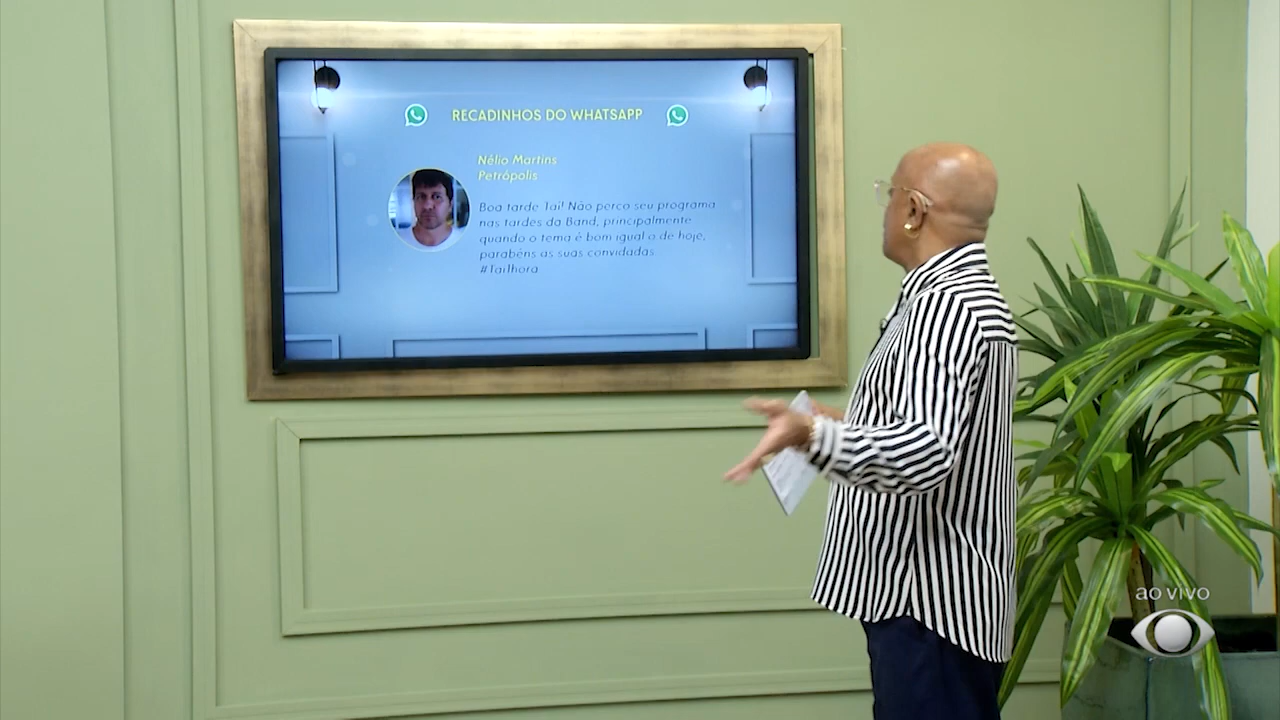 RECADINHOS DO WHATSAPP
Nélio Martins
Petrópolis
Boa tarde Tai! Não perco seu programa
nas tardes da Band, principalmente
quando o tema é bom igual o de hoje,
parabéns as suas convidadas.
#Tai1hora
ao vivo